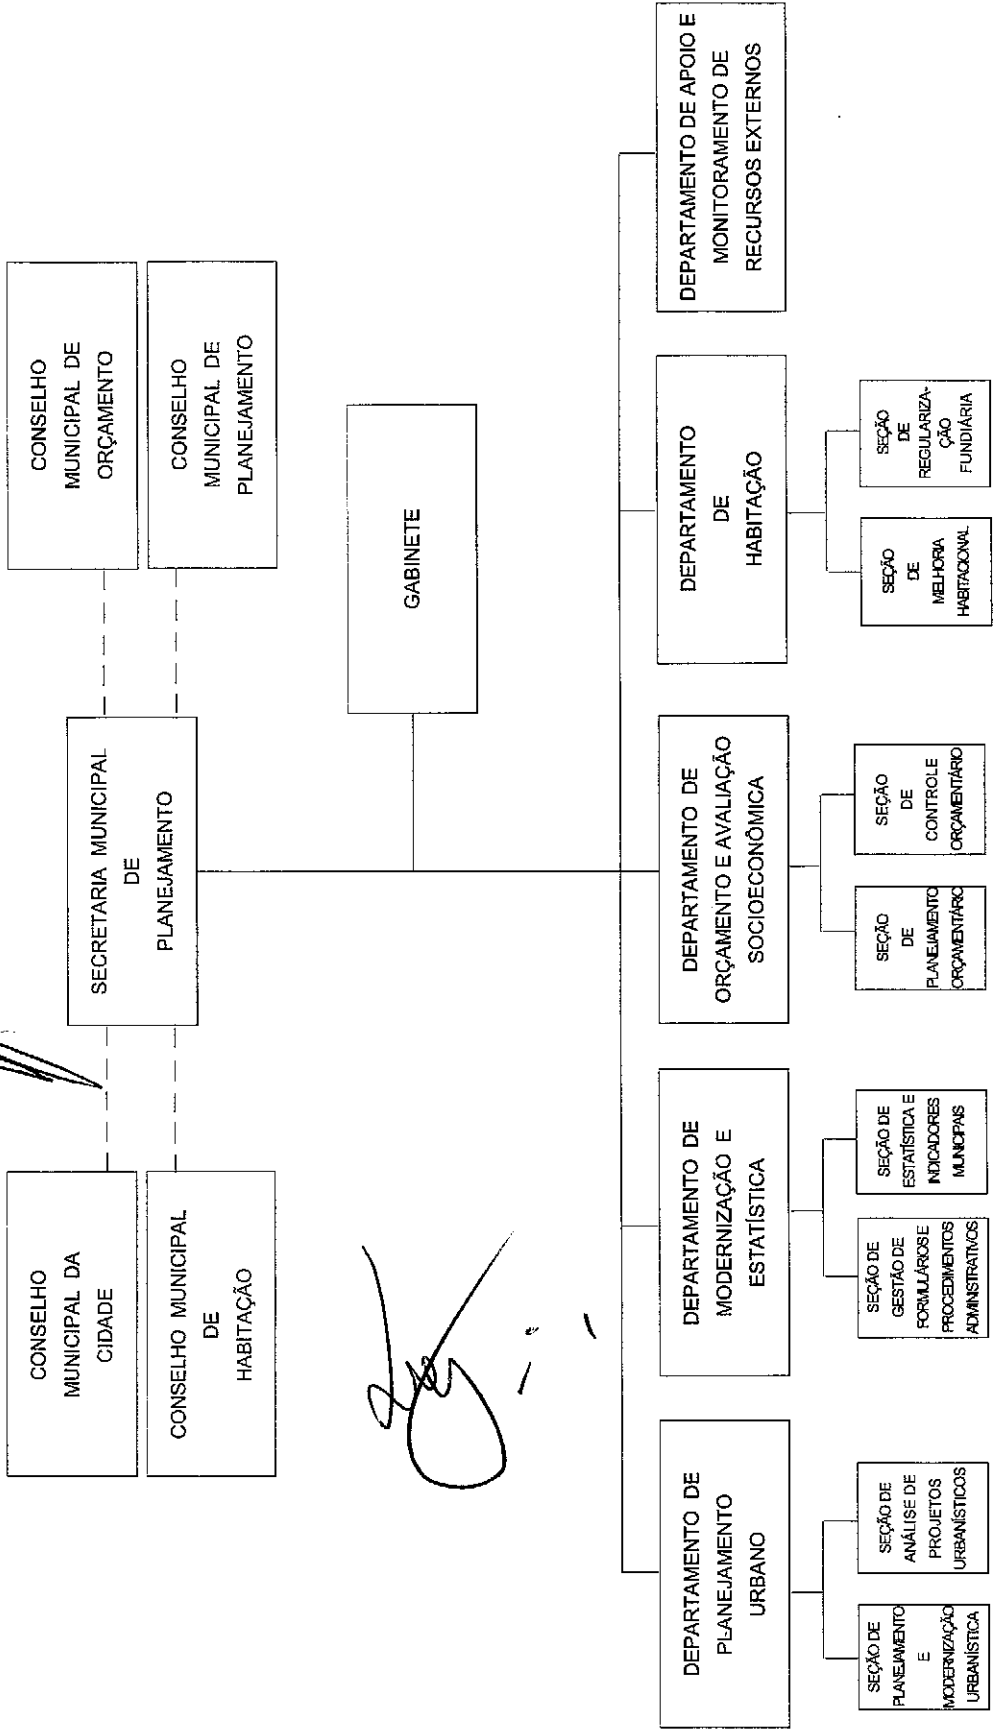 CONSELHO
MUNICIPAL DA
CIDADE
CONSELHO MUNICIPAL
DE
HABITAÇÃO
SECRETARIA MUNICIPAL
DE
PLANEJAMENTO
CONSELHO
MUNICIPAL DE
ORÇAMENTO
CONSELHO
MUNICIPAL DE
PLANEJAMENTO
GABINETE
DEPARTAMENTO DE
PLANEJAMENTO
URBANO
DEPARTAMENTO DE
MODERNIZAÇÃO E
ESTATÍSTICA
DEPARTAMENTO DE
ORÇAMENTO E AVALIAÇÃO
SOCIOECONÔMICA
DEPARTAMENTO
DE
HABITAÇÃO
DEPARTAMENTO DE APOIO E
MONITORAMENTO DE
RECURSOS EXTERNOS
SEÇÃO DE
PLANEJAMENTO
E
MODERNIZAÇÃO
URBANÍSTICA
SEÇÃO DE
ANÁLISE DE
PROJETOS
URBANÍSTICOS
SEÇÃO DE
GESTÃO DE
FORMULÁRIOS E
PROCEDIMENTOS
ADMINISTRATIVOS
SEÇÃO DE
ESTATÍSTICA E
INDICADORES
MUNICIPAIS
SEÇÃO
DE
PLANEJAMENTO
ORÇAMENTÁRIO
SEÇÃO
DE
CONTROLE
ORÇAMENTÁRIO
SEÇÃO
DE
MELHORIA
HABITACIONAL
SEÇÃO
DE
REGULARIZA-
ÇÃO
FUNDIÁRIA